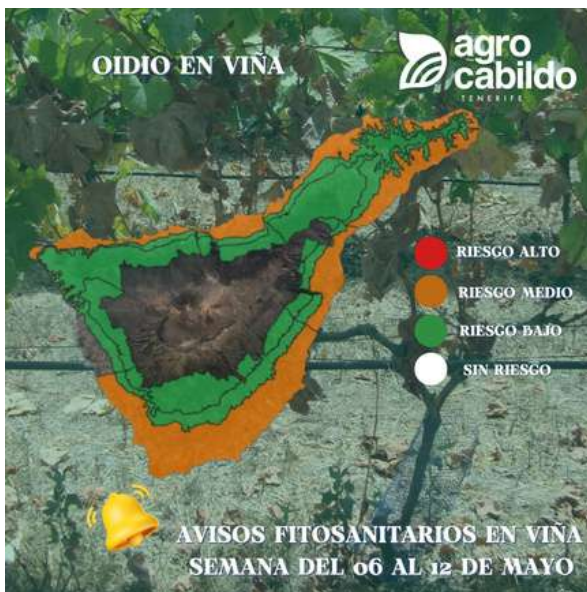 OIDIO EN VIÑA
agro
cabildo
TENERIFE
RIESGO ALTO
RIESGO MEDIO
RIESGO BAJO
SIN RIESGO
AVISOS FITOSANITARIOS EN VIÑA
SEMANA DEL 06 AL 12 DE MAYO